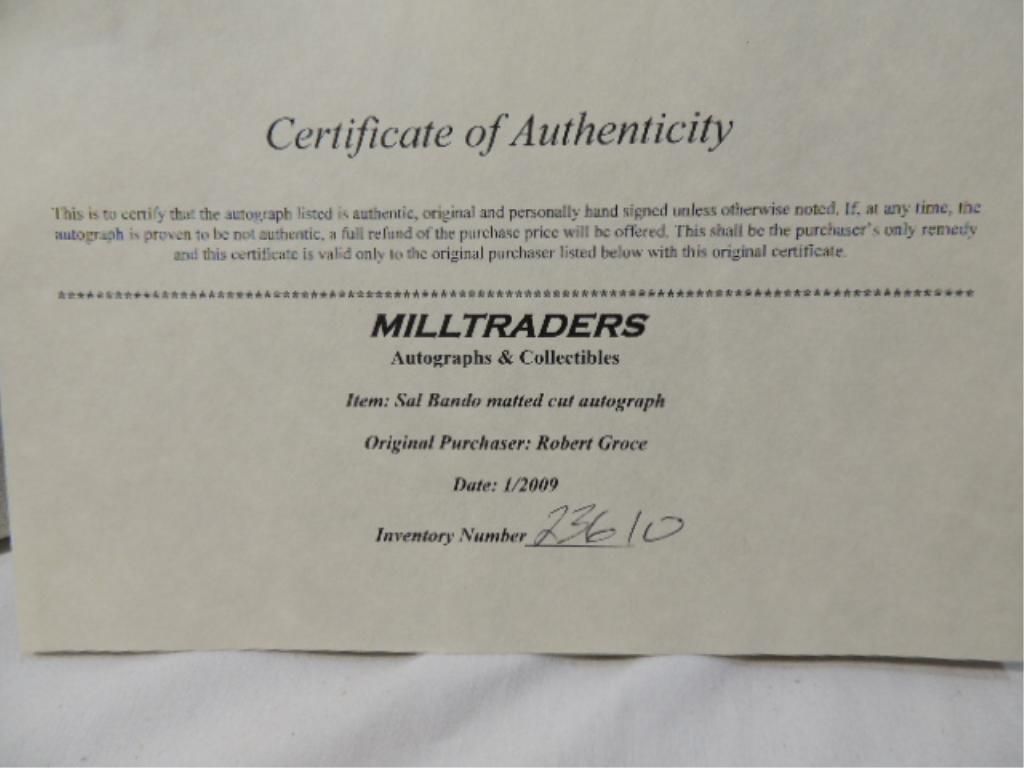 Certificate of Authenticity
This is to certify that the autograph listed is authentic, original and personally hand signed unless otherwise noted. If, at any time, the
autograph is proven to be not authentic, a full refund of the purchase price will be offered. This shall be the purchaser's only remedy
and this certificate is valid only to the original purchaser listed below with this original certificate.
****************************************************************************************************
MILLTRADERS
Autographs & Collectibles
Item: Sal Bando matted cut autograph
Original Purchaser: Robert Groce
Date: 1/2009
Inventory Number 23610